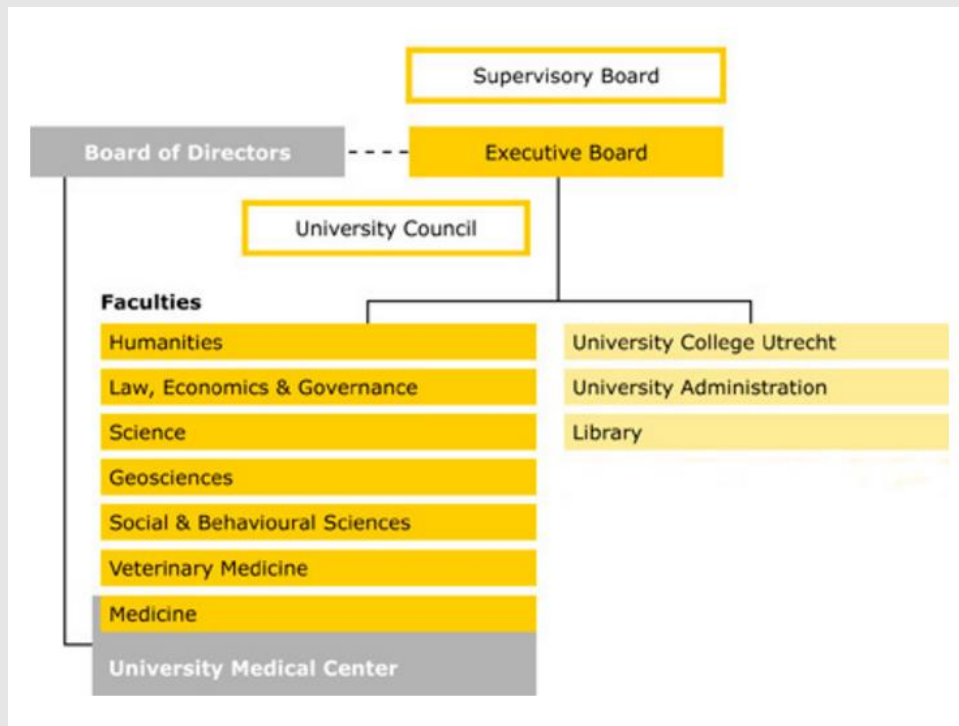 Supervisory Board
Board of Directors
Executive Board
University Council
Faculties
Humanities
Law, Economics & Governance
Science
Geosciences
Social & Behavioural Sciences
Veterinary Medicine
Medicine
University Medical Center
University College Utrecht
University Administration
Library